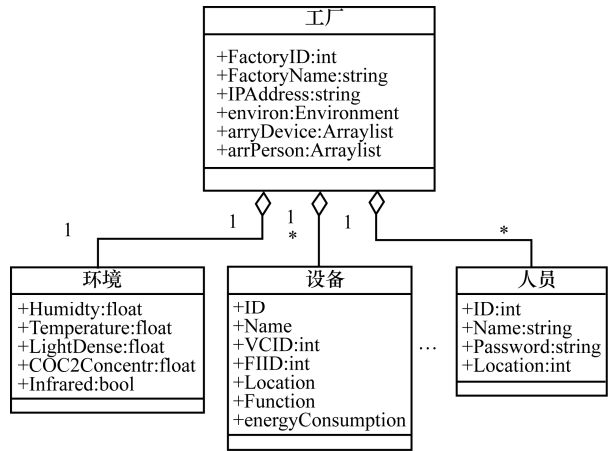 工厂
+FactoryID:int
+FactoryName:string
+IPAddress:string
+environ:Environment
+arryDevice:Arraylist
+arrPerson:Arraylist
1
1
1
*
1
*
环境
+Humidty:float
+Temperature:float
+LightDense:float
+COC2Concentr:float
+Infrared:bool
设备
+ID
+Name
+VCID:int
+FIID:int
+Location
+Function
+energyConsumption
…
人员
+ID:int
+Name:string
+Password:string
+Location:int